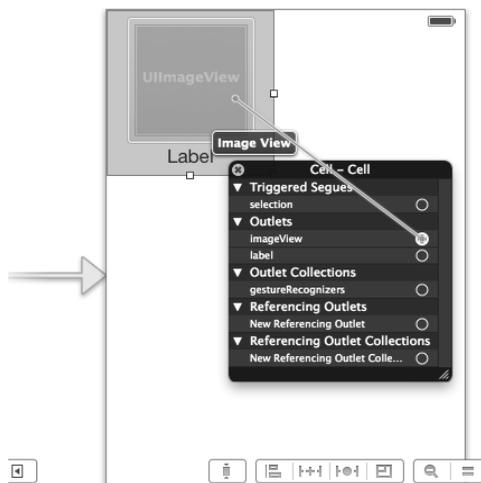 UIImageView
Image View
Label
Cell – Cell
Triggered Segues
selection
Outlets
imageView
label
Outlet Collections
gestureRecognizers
Referencing Outlets
New Referencing Outlet
Referencing Outlet Collections
New Referencing Outlet Colle...